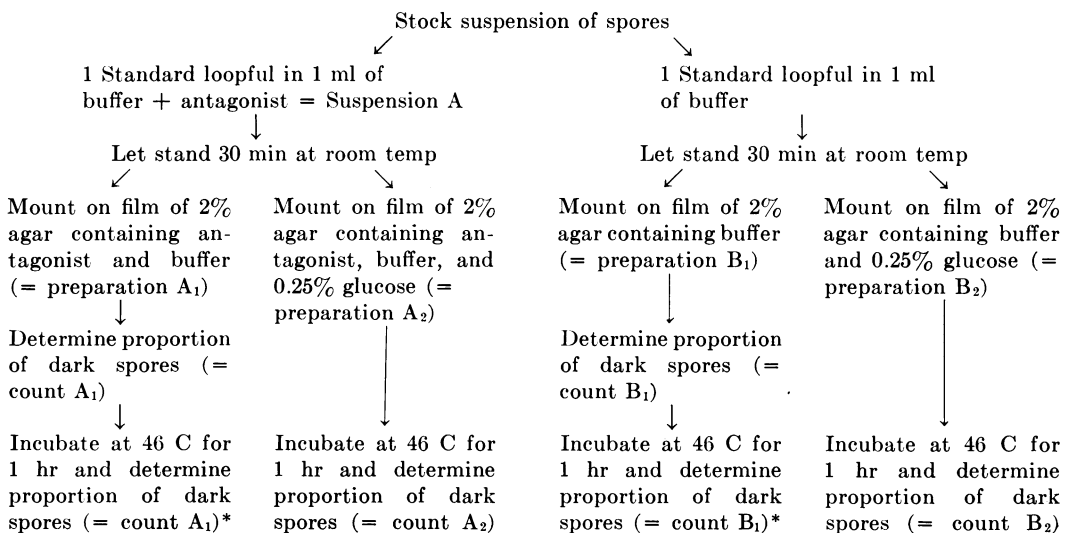 Stock suspension of spores
1 Standard loopful in 1 ml of
buffer + antagonist = Suspension A
1 Standard loopful in 1 ml
of buffer
Let stand 30 min at room temp
Let stand 30 min at room temp
Mount on film of 2%
agar containing an-
tagonist and buffer
(= preparation A₁)
Mount on film of 2%
agar containing an-
tagonist, buffer, and
0.25% glucose (=
preparation A₂)
Mount on film of 2%
agar containing buffer
(= preparation B₁)
Mount on film of 2%
agar containing buffer
and 0.25% glucose (=
preparation B₂)
Determine proportion
of dark spores (=
count A₁)
Determine proportion
of dark spores (=
count B₁)
Incubate at 46 C for
1 hr and determine
proportion of dark
spores (= count A₁)*
Incubate at 46 C for
1 hr and determine
proportion of dark
spores (= count A₂)
Incubate at 46 C for
1 hr and determine
proportion of dark
spores (= count B₁)*
Incubate at 46 C for
1 hr and determine
proportion of dark
spores (= count B₂)